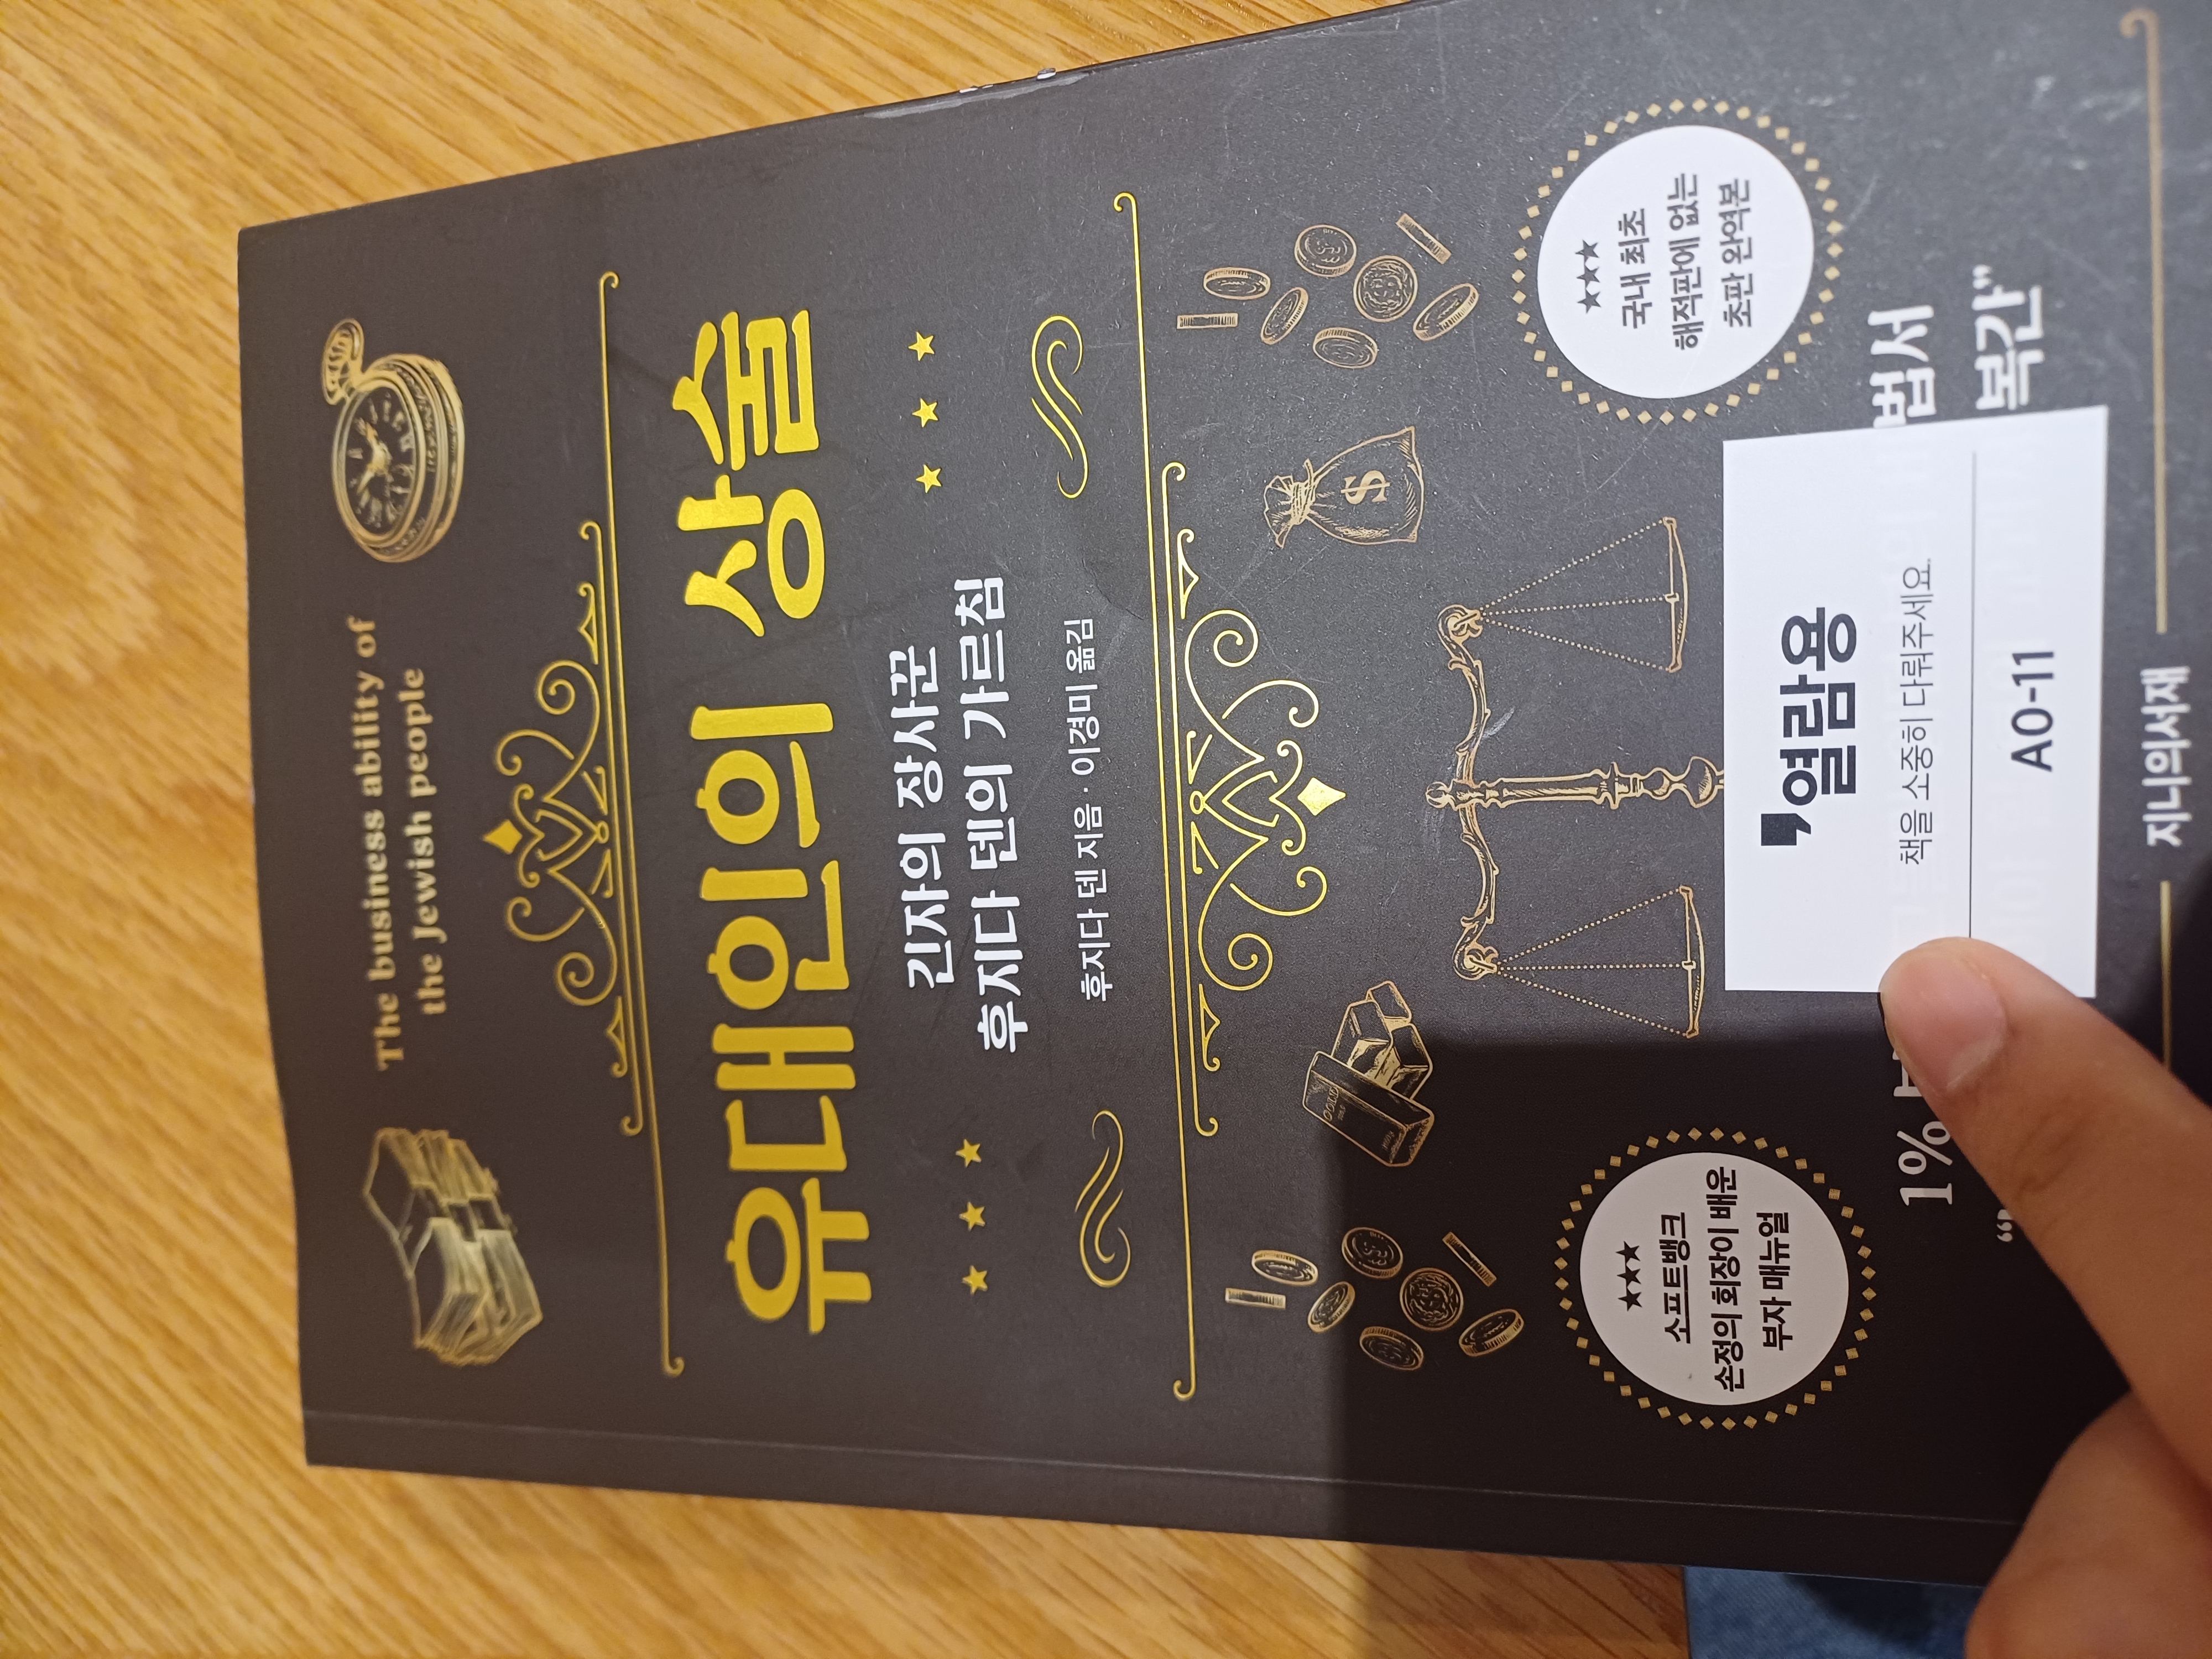 The business ability of
the Jewish people
유대인의 상술
긴자의 장사꾼
후지다 덴의 가르침
후지다 덴 지음 · 이경미 옮김
GOLD
★★★
소프트뱅크
손정의 회장이 배운
부자 매뉴얼
★★★
국내 최초
해적판에 없는
초판 완역본
1%
법서
복간”
열람용
책을 소중히 다뤄주세요.
A0-11
지니의서재